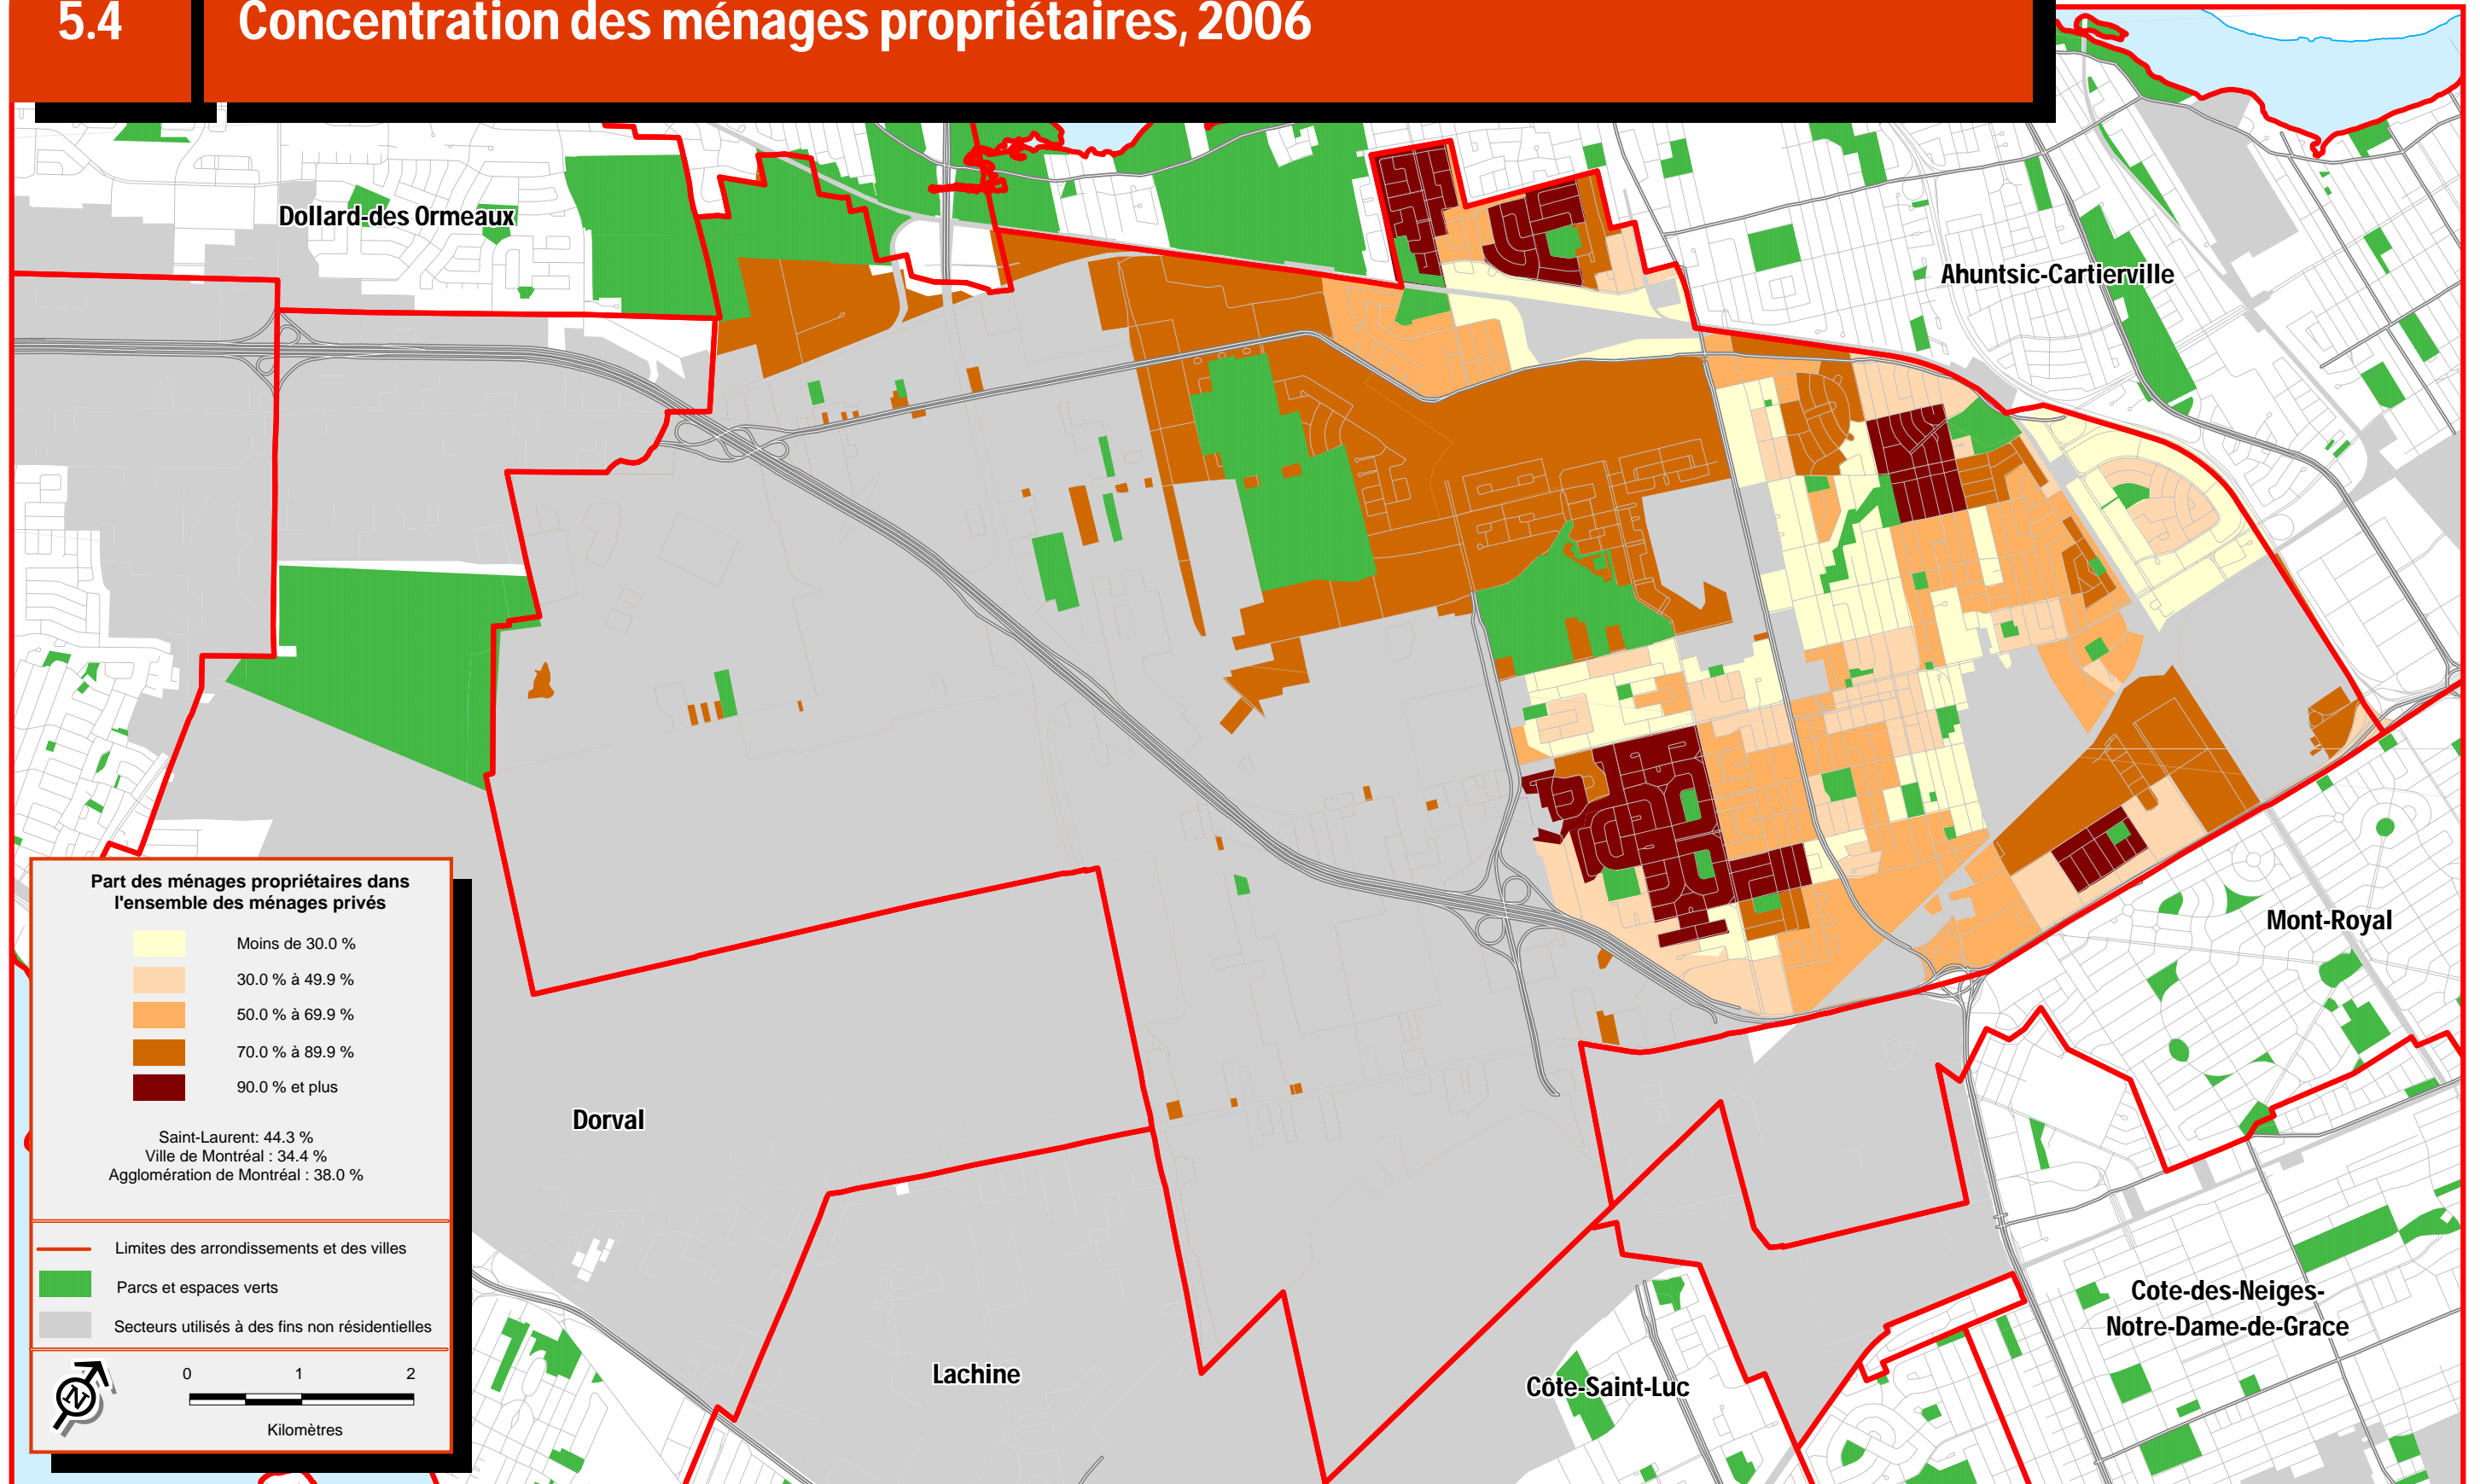 5.4
Concentration des ménages propriétaires, 2006
Dollard-des Ormeaux
Ahuntsic-Cartierville
Mont-Royal
Dorval
Lachine
Côte-Saint-Luc
Cote-des-Neiges-
Notre-Dame-de-Grace
Part des ménages propriétaires dans
l'ensemble des ménages privés
Moins de 30.0 %
30.0 % à 49.9 %
50.0 % à 69.9 %
70.0 % à 89.9 %
90.0 % et plus
Saint-Laurent: 44.3 %
Ville de Montréal : 34.4 %
Agglomération de Montréal : 38.0 %
Limites des arrondissements et des villes
Parcs et espaces verts
Secteurs utilisés à des fins non résidentielles
N
0 1 2
Kilomètres